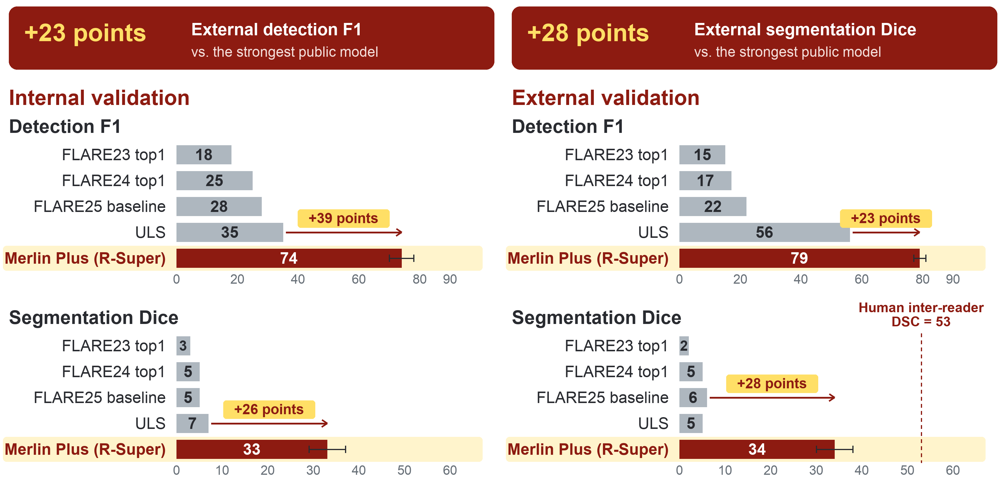 +23 points
External detection F1
vs. the strongest public model
+28 points
External segmentation Dice
vs. the strongest public model
Internal validation
Detection F1
FLARE23 top1 18
FLARE24 top1 25
FLARE25 baseline 28
+39 points
ULS 35
Merlin Plus (R-Super) 74
0 20 40 60 80 90
Segmentation Dice
FLARE23 top1 3
FLARE24 top1 5
FLARE25 baseline 5
+26 points
ULS 7
Merlin Plus (R-Super) 33
0 10 20 30 40 50 60
External validation
Detection F1
FLARE23 top1 15
FLARE24 top1 17
FLARE25 baseline 22
+23 points
ULS 56
Merlin Plus (R-Super) 79
0 20 40 60 80 90
Human inter-reader
DSC = 53
Segmentation Dice
FLARE23 top1 2
FLARE24 top1 5
+28 points
FLARE25 baseline 6
ULS 5
Merlin Plus (R-Super) 34
0 10 20 30 40 50 60